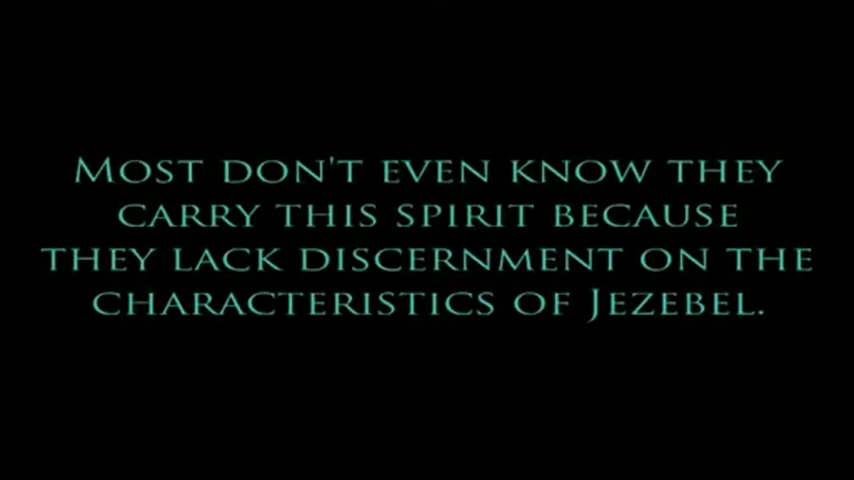 Most don't even know they
carry this spirit because
they lack discernment on the
characteristics of Jezebel.